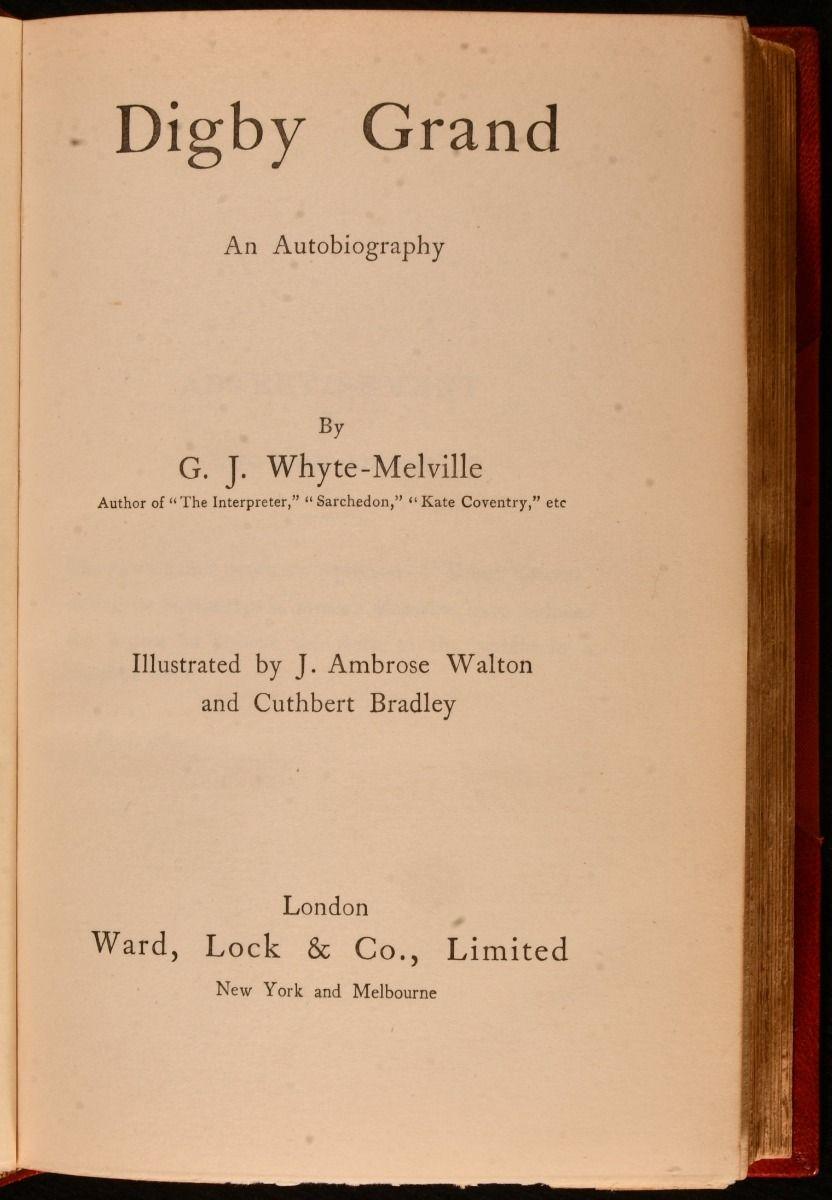 Digby Grand
An Autobiography
By
G. J. Whyte-Melville
Author of "The Interpreter," "Sarchedon," "Kate Coventry," etc
Illustrated by J. Ambrose Walton
and Cuthbert Bradley
London
Ward, Lock & Co., Limited
New York and Melbourne